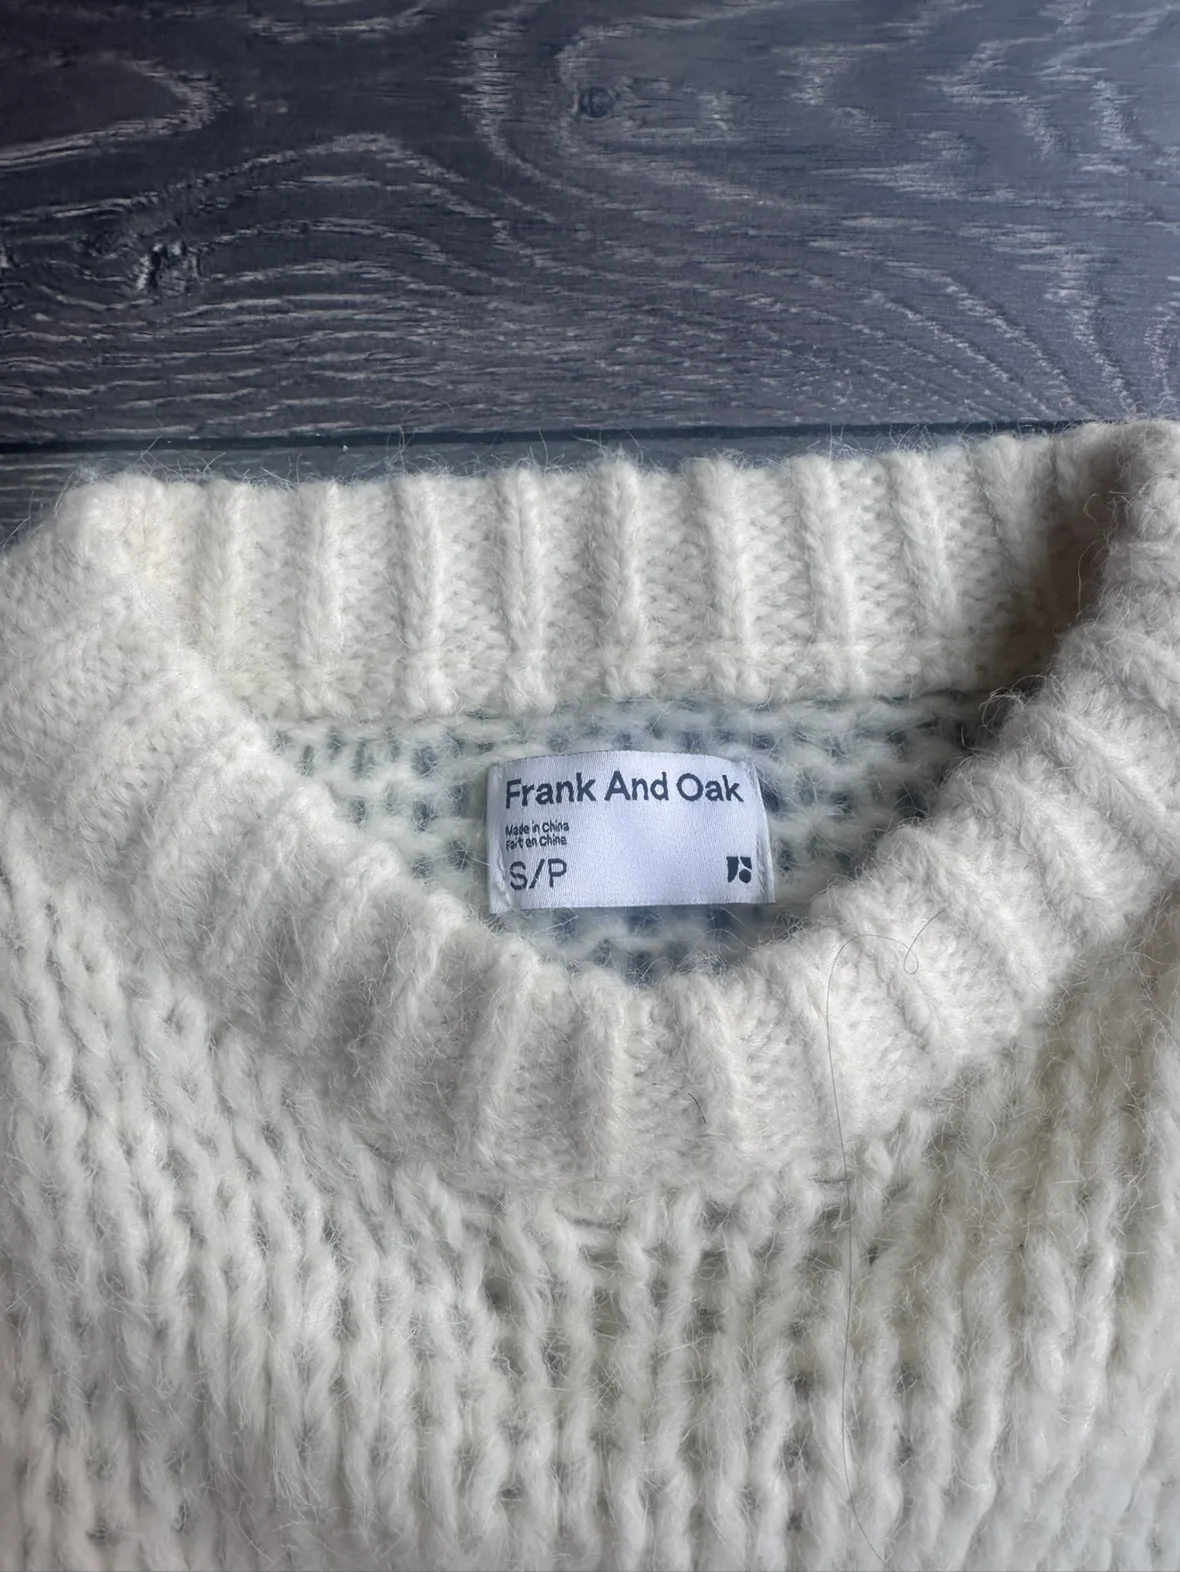 Frank And Oak
Made in China
Fait en Chine
S/P